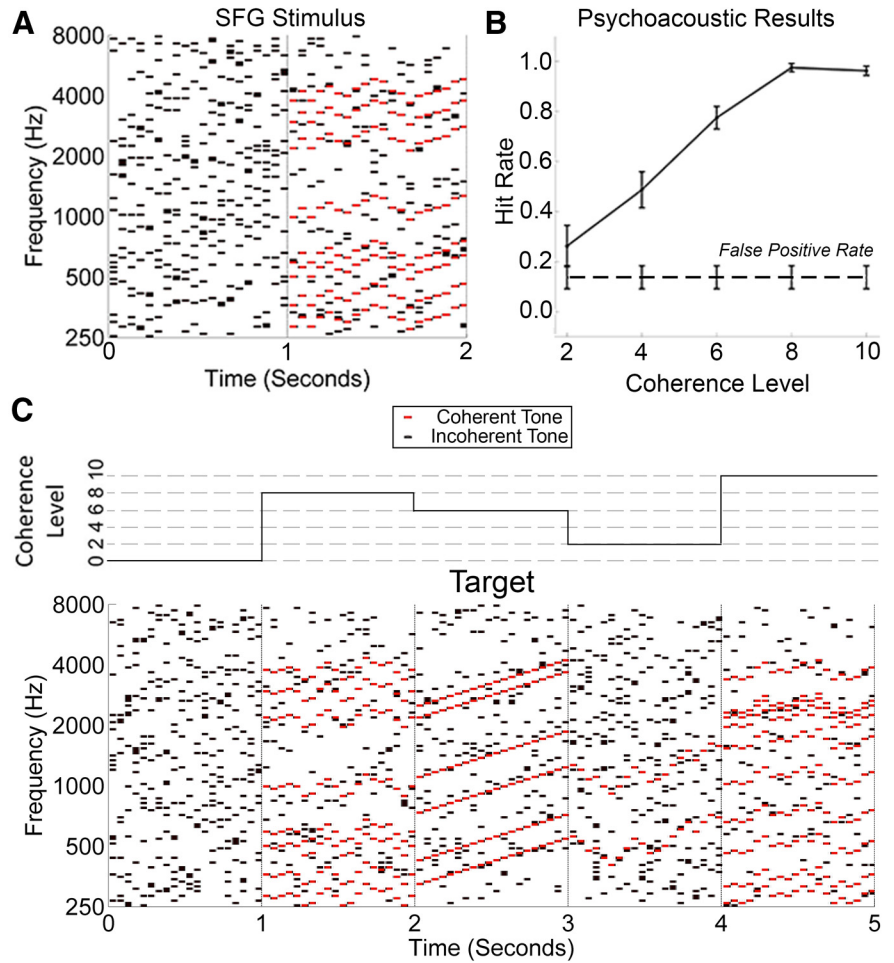 A
SFG Stimulus
8000
4000
2000
1000
500
250
Frequency (Hz)
0 1 2
Time (Seconds)
B
Psychoacoustic Results
1.0
0.8
0.6
0.4
0.2
0.0
Hit Rate
False Positive Rate
2 4 6 8 10
Coherence Level
C
Coherent Tone
Incoherent Tone
Coherence
Level
10
8
6
4
2
0
Target
8000
4000
2000
1000
500
250
Frequency (Hz)
0 1 2 3 4 5
Time (Seconds)